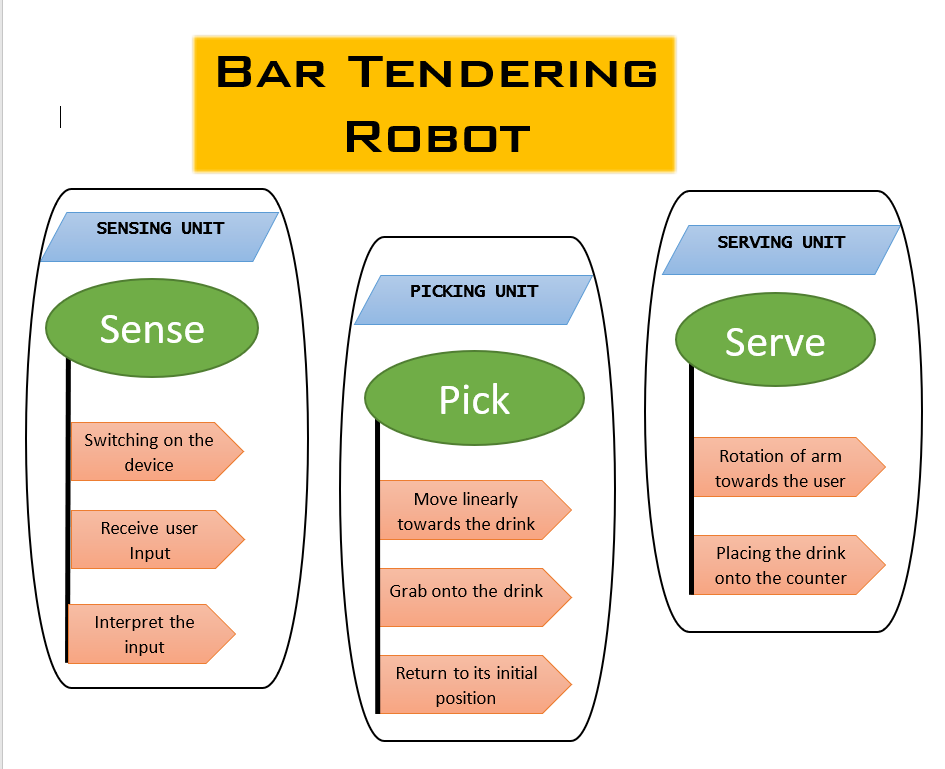 BAR TENDERING
ROBOT
SENSING UNIT
Sense
Switching on the
device
Receive user
Input
Interpret the
input
PICKING UNIT
Pick
Move linearly
towards the drink
Grab onto the drink
Return to its initial
position
SERVING UNIT
Serve
Rotation of arm
towards the user
Placing the drink
onto the counter